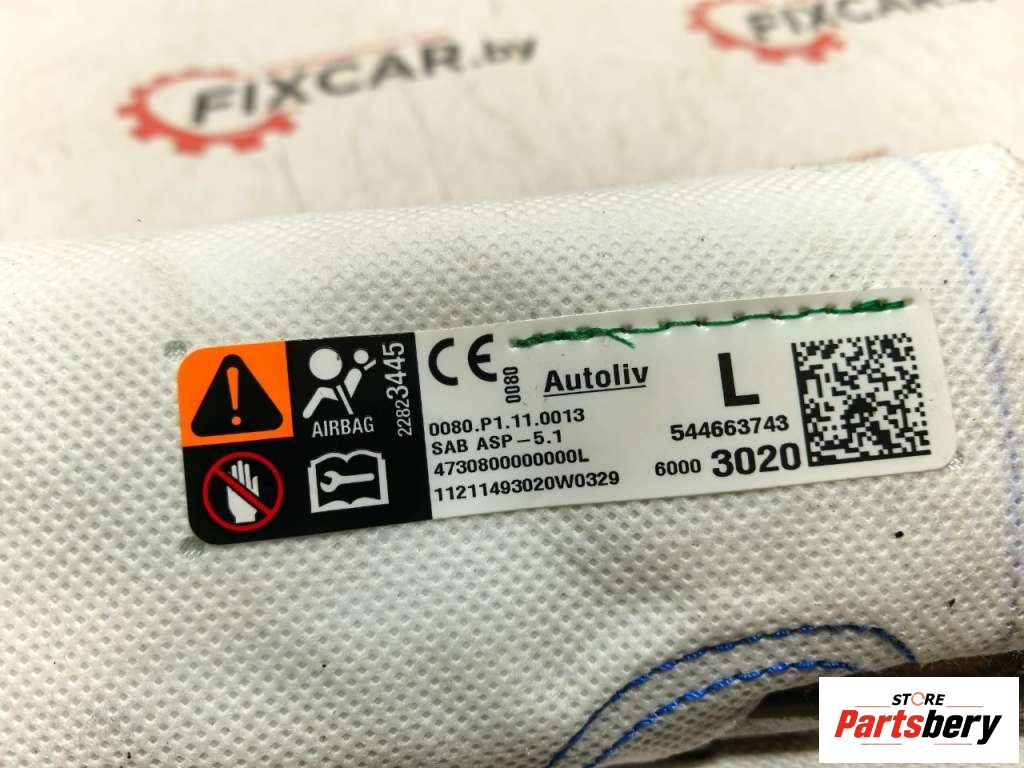 FIXCAR.by
FIXCAR
AIRBAG
22823445
CE
0080
Autoliv
L
0080.P1.11.0013
SAB ASP-5.1
4730800000000L
11211493020W0329
544663743
6000 3020
STORE
Partsbery